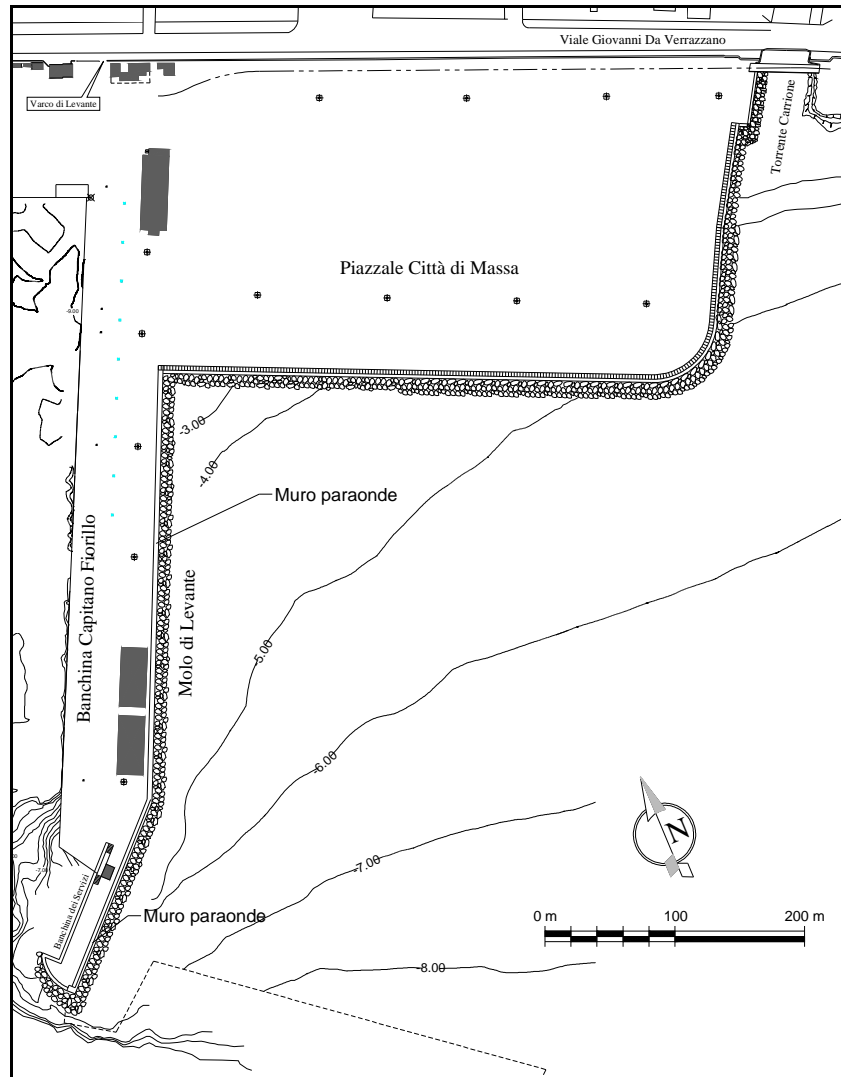 Viale Giovanni Da Verrazzano
Varco di Levante
Torrente Carrione
Piazzale Città di Massa
-9.00
-3.00
-4.00
Muro paraonde
Banchina Capitano Fiorillo
Molo di Levante
-5.00
-6.00
N
-7.00
Banchina dei Servizi
Muro paraonde
0 m 100 200 m
-8.00